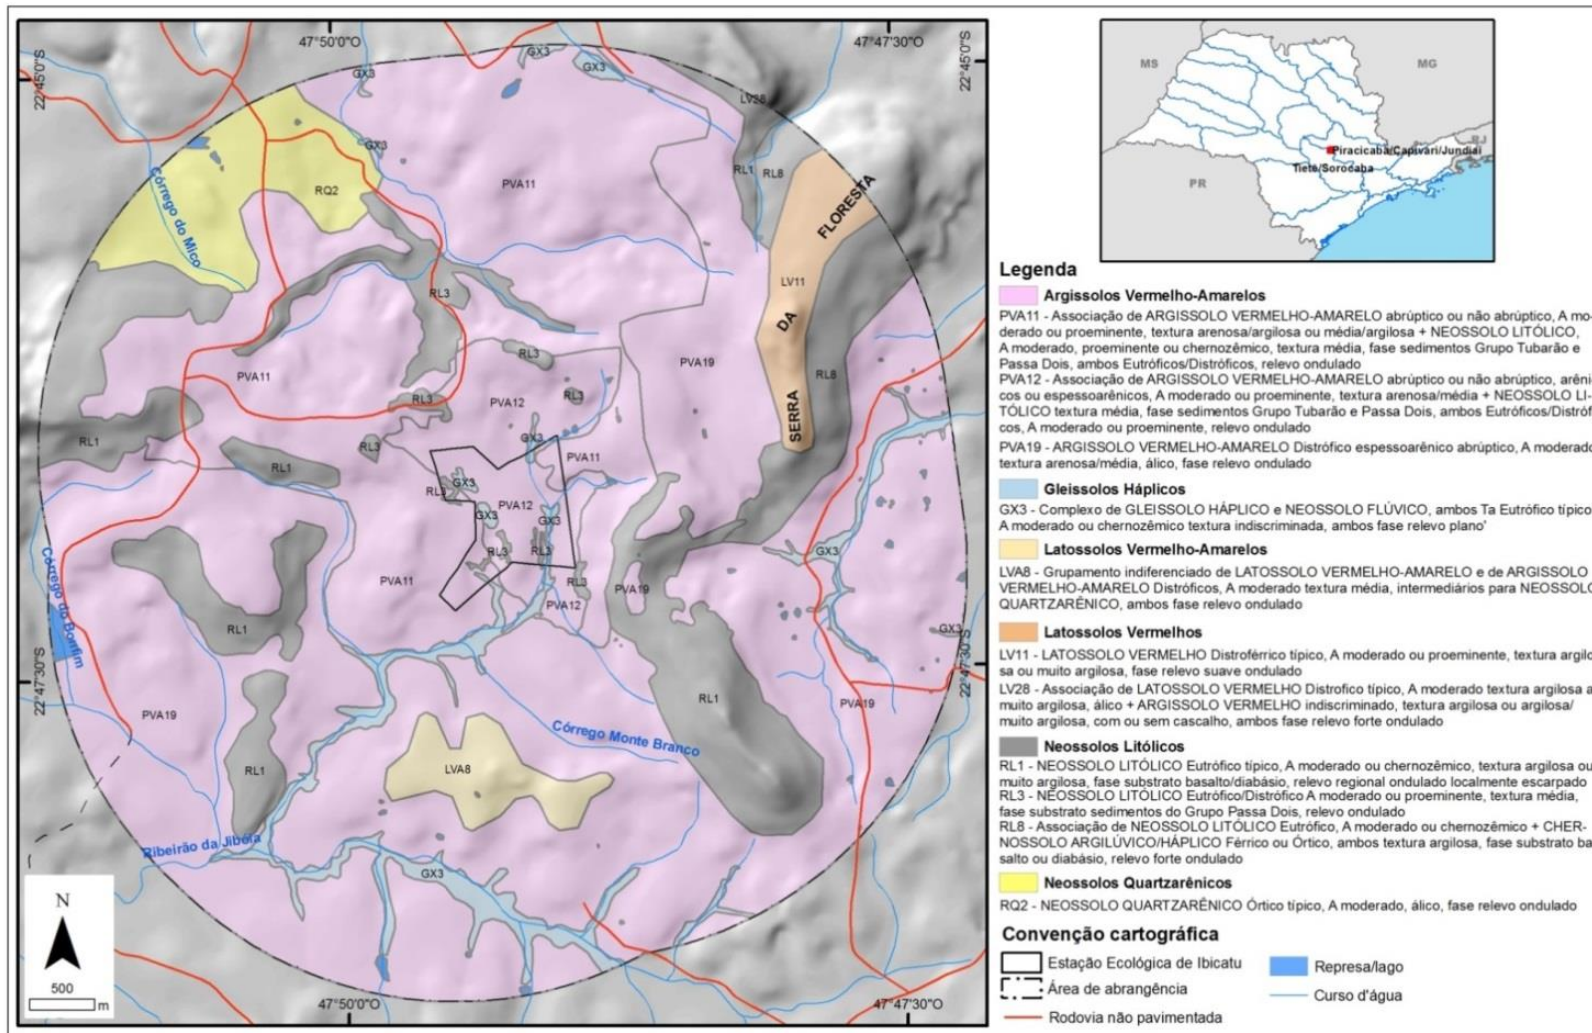 47°50'0"O
47°47'30"O
22°45'0"S
22°45'0"S
GX3
GX3
GX3
LV28
GX3
PVA11
RL1
RL8
RQ2
Córrego do Mico
FLORESTA
LV11
RL3
DA
RL3
PVA19
RL8
PVA11
RL3
PVA12
RL3
SERRA
RL1
RL3
GX3
PVA11
RL1
GX3
RL3
PVA12
GX3
GX3
RL3
RL3
GX3
PVA11
RL3
PVA19
PVA12
Córrego do Bonfim
RL1
GX3
22°47'30"S
22°47'30"S
PVA19
RL1
PVA19
Córrego Monte Branco
LVA8
RL1
Ribeirão da Jibóia
GX3
N
500
m
47°50'0"O
47°47'30"O
MS
MG
RJ
Piracicaba/Capivari/Jundiaí
Tietê/Sorocaba
PR
Legenda
Argissolos Vermelho-Amarelos
PVA11 - Associação de ARGISSOLO VERMELHO-AMARELO abrúptico ou não abrúptico, A mo-
derado ou proeminente, textura arenosa/argilosa ou média/argilosa + NEOSSOLO LITÓLICO,
A moderado, proeminente ou chernozêmico, textura média, fase sedimentos Grupo Tubarão e
Passa Dois, ambos Eutróficos/Distróficos, relevo ondulado
PVA12 - Associação de ARGISSOLO VERMELHO-AMARELO abrúptico ou não abrúptico, arêni-
cos ou espessoarênicos, A moderado ou proeminente, textura arenosa/média + NEOSSOLO LI-
TÓLICO textura média, fase sedimentos Grupo Tubarão e Passa Dois, ambos Eutróficos/Distrófi
cos, A moderado ou proeminente, relevo ondulado
PVA19 - ARGISSOLO VERMELHO-AMARELO Distrófico espessoarênico abrúptico, A moderado
textura arenosa/média, álico, fase relevo ondulado
Gleissolos Háplicos
GX3 - Complexo de GLEISSOLO HÁPLICO e NEOSSOLO FLÚVICO, ambos Ta Eutrófico típico
A moderado ou chernozêmico textura indiscriminada, ambos fase relevo plano'
Latossolos Vermelho-Amarelos
LVA8 - Grupamento indiferenciado de LATOSSOLO VERMELHO-AMARELO e de ARGISSOLO
VERMELHO-AMARELO Distróficos, A moderado textura média, intermediários para NEOSSOLO
QUARTZARÊNICO, ambos fase relevo ondulado
Latossolos Vermelhos
LV11 - LATOSSOLO VERMELHO Distroférrico típico, A moderado ou proeminente, textura argilo
sa ou muito argilosa, fase relevo suave ondulado
LV28 - Associação de LATOSSOLO VERMELHO Distrofico típico, A moderado textura argilosa a
muito argilosa, álico + ARGISSOLO VERMELHO indiscriminado, textura argilosa ou argilosa/
muito argilosa, com ou sem cascalho, ambos fase relevo forte ondulado
Neossolos Litólicos
RL1 - NEOSSOLO LITÓLICO Eutrófico típico, A moderado ou chernozêmico, textura argilosa ou
muito argilosa, fase substrato basalto/diabásio, relevo regional ondulado localmente escarpado
RL3 - NEOSSOLO LITÓLICO Eutrófico/Distrófico A moderado ou proeminente, textura média,
fase substrato sedimentos do Grupo Passa Dois, relevo ondulado
RL8 - Associação de NEOSSOLO LITÓLICO Eutrófico, A moderado ou chernozêmico + CHER-
NOSSOLO ARGILÚVICO/HÁPLICO Férrico ou Órtico, ambos textura argilosa, fase substrato ba
salto ou diabásio, relevo forte ondulado
Neossolos Quartzarênicos
RQ2 - NEOSSOLO QUARTZARÊNICO Órtico típico, A moderado, álico, fase relevo ondulado
Convenção cartográfica
Estação Ecológica de Ibicatu
Área de abrangência
Rodovia não pavimentada
Represa/lago
Curso d'água